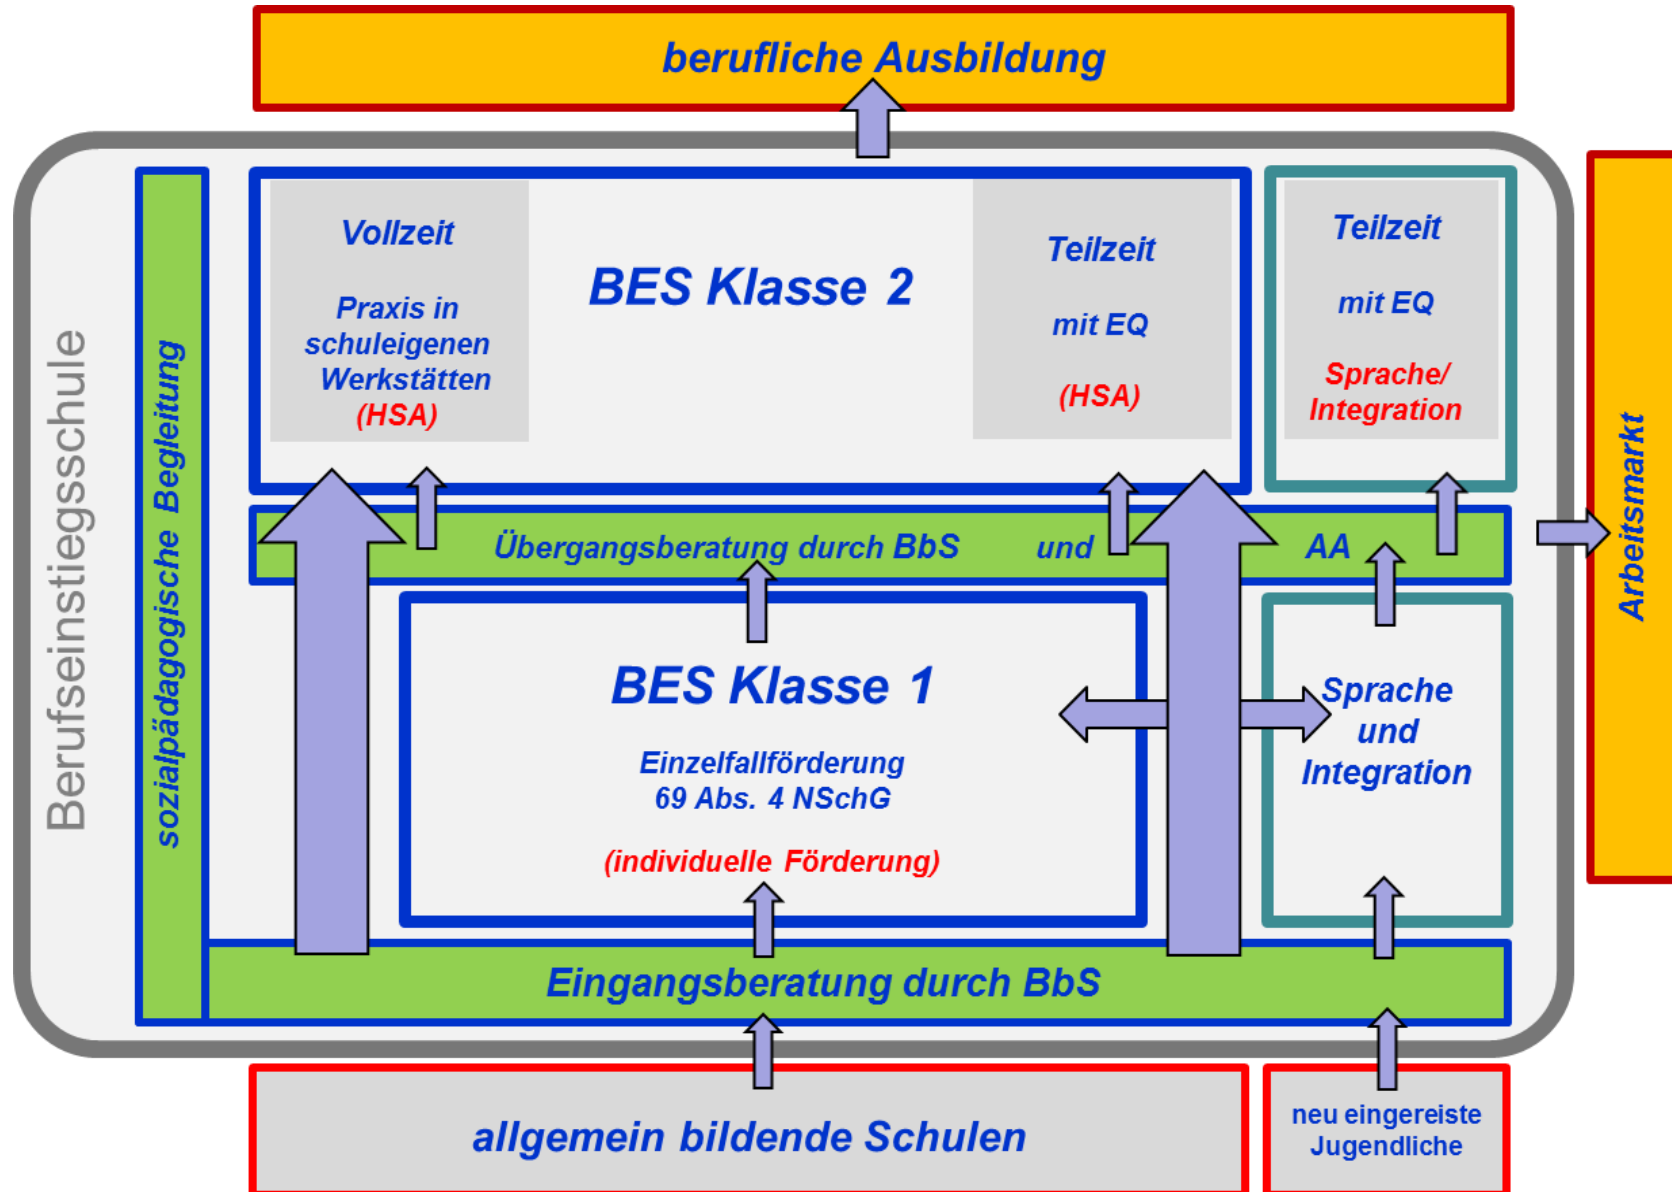 berufliche Ausbildung
Berufseinstiegsschule
sozialpädagogische Begleitung
Vollzeit
Praxis in
schuleigenen
Werkstätten
(HSA)
BES Klasse 2
Teilzeit
mit EQ
(HSA)
Teilzeit
mit EQ
Sprache/
Integration
Arbeitsmarkt
Übergangsberatung durch BbS und AA
BES Klasse 1
Einzelfallförderung
69 Abs. 4 NSchG
(individuelle Förderung)
Sprache
und
Integration
Eingangsberatung durch BbS
allgemein bildende Schulen
neu eingereiste
Jugendliche